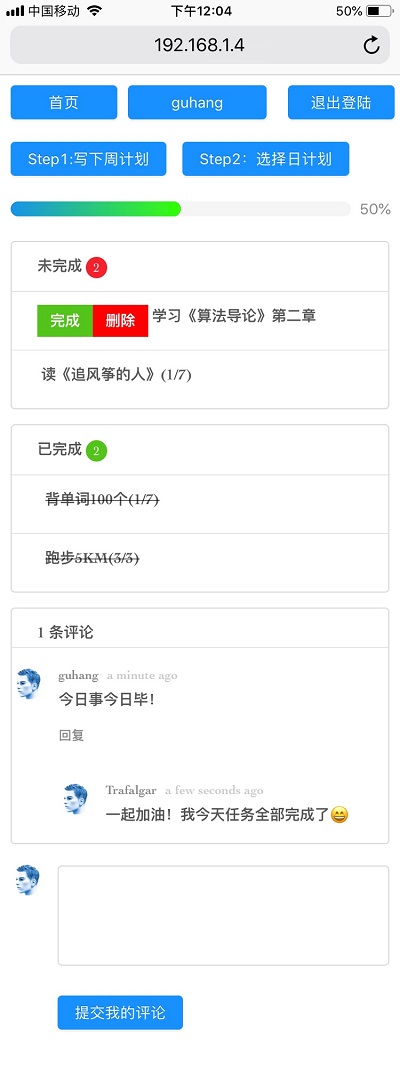 中国移动 下午12:04 50%
192.168.1.4
首页 guhang 退出登陆
Step1:写下周计划 Step2：选择日计划
50%
未完成 2
完成 删除 学习《算法导论》第二章
读《追风筝的人》(1/7)
已完成 2
背单词100个(1/7)
跑步5KM(3/3)
1 条评论
guhang a minute ago
今日事今日毕！
回复
Trafalgar a few seconds ago
一起加油！我今天任务全部完成了😄
提交我的评论